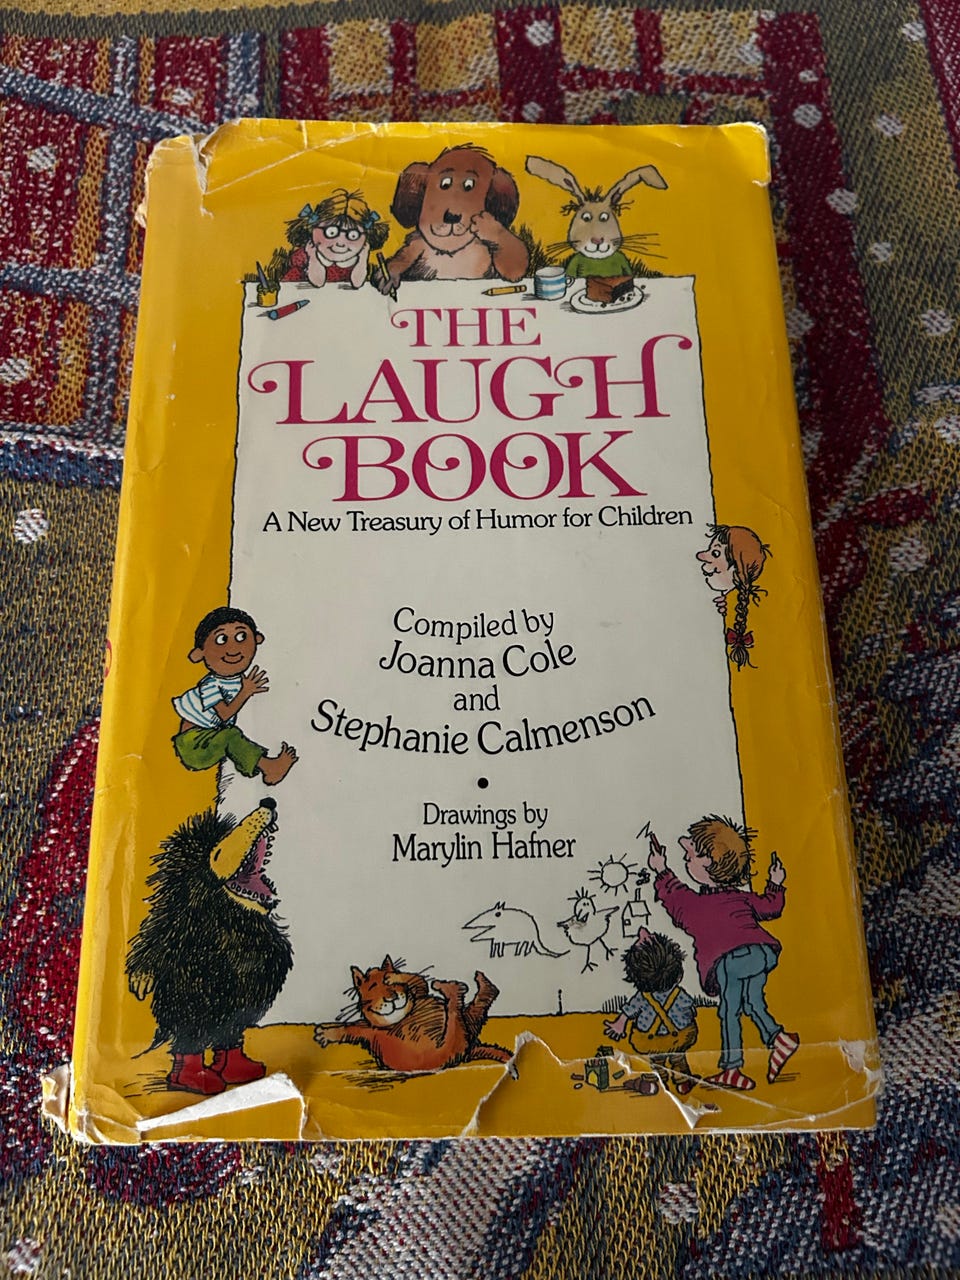 THE
LAUGH
BOOK
A New Treasury of Humor for Children
Compiled by
Joanna Cole
and
Stephanie Calmenson
•
Drawings by
Marylin Hafner